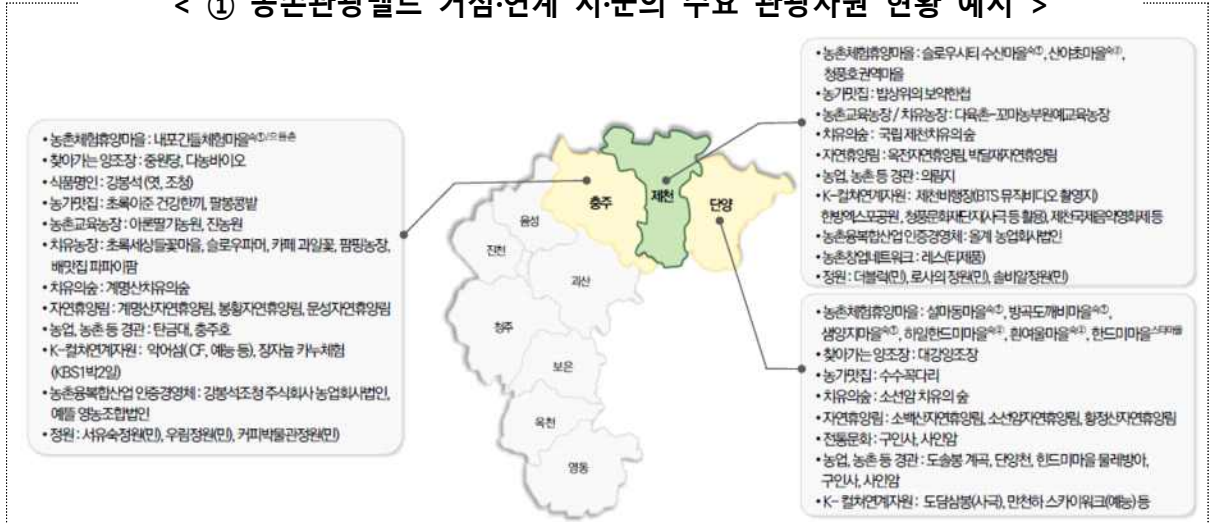 < ① 농촌관광벨트 거점·연계 시·군의 주요 관광자원 현황 예시 >
• 농촌체험휴양마을 : 슬로우시티 수산마을숙①, 산야초마을숙②,
청풍호권역마을
• 농가맛집 : 밥상위의 보약한첩
• 농촌교육농장 / 치유농장 : 다육촌-꼬마농부원예교육농장
• 치유의숲 : 국립 제천치유의 숲
• 자연휴양림 : 옥전자연휴양림, 박달재자연휴양림
• 농업, 농촌 등 경관 : 의림지
• K-컬처연계자원 : 제천비행장(BTS 뮤직비디오 촬영지)
한방엑스포공원, 청풍문화재단지(사극 등 활용), 제천국제음악영화제 등
• 농촌융복합산업 인증경영체 : 올계 농업회사법인
• 농촌창업네트워크 : 레스(티제품)
• 정원 : 더블럭(민), 로사의 정원(민), 솔비알정원(민)
• 농촌체험휴양마을 : 내포긴들체험마을숙①/으뜸촌
• 찾아가는 양조장 : 중원당, 다농바이오
• 식품명인 : 강봉석 (엿, 조청)
• 농가맛집 : 초록이준 건강한끼, 팔봉콩밭
• 농촌교육농장 : 아론딸기농원, 진농원
• 치유농장 : 초록세상들꽃마을, 슬로우파머, 카페 과일꽃, 팜핑농장,
배맛집 파파이팜
• 치유의숲 : 계명산치유의숲
• 자연휴양림 : 계명산자연휴양림, 봉황자연휴양림, 문성자연휴양림
• 농업, 농촌 등 경관 : 탄금대, 충주호
• K-컬처연계자원 : 악어섬( CF, 예능 등), 장자늪 카누체험
(KBS1박2일)
• 농촌융복합산업 인증경영체 : 강봉석조청 주식회사 농업회사법인,
예뜰 영농조합법인
• 정원 : 서유숙정원(민), 우림정원(민), 커피박물관정원(민)
충주
제천
단양
음성
진천
괴산
청주
보은
옥천
영동
• 농촌체험휴양마을 : 설마동마을숙①, 방곡도깨비마을숙①,
샘양지마을숙①, 하일한드미마을숙②, 흰여울마을숙②, 한드미마을스타마을
• 찾아가는 양조장 : 대강양조장
• 농가맛집 : 수수꼭다리
• 치유의숲 : 소선암 치유의 숲
• 자연휴양림 : 소백산자연휴양림, 소선암자연휴양림, 황정산자연휴양림
• 전통문화 : 구인사, 사인암
• 농업, 농촌 등 경관 : 도솔봉 계곡, 단양천, 한드미마을 물레방아,
구인사, 사인암
• K- 컬처연계자원 : 도담삼봉(사극), 만천하 스카이워크(예능) 등